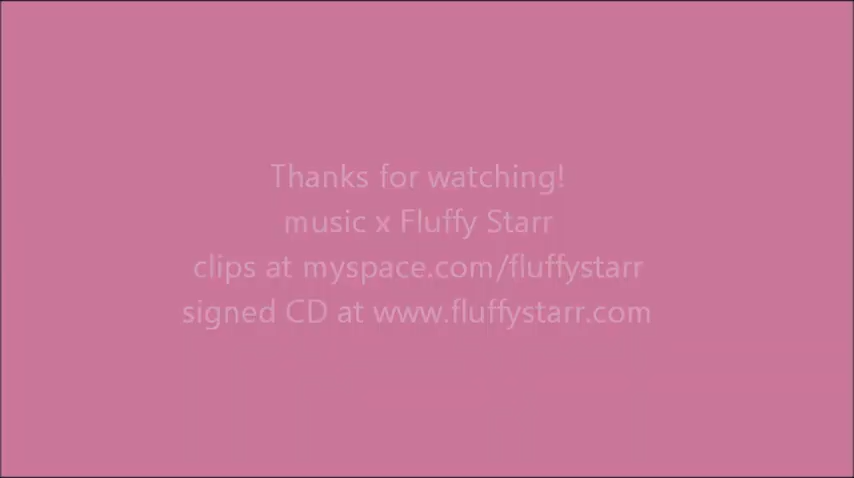 Thanks for watching!
music x Fluffy Starr
clips at myspace.com/fluffystarr
signed CD at www.fluffystarr.com